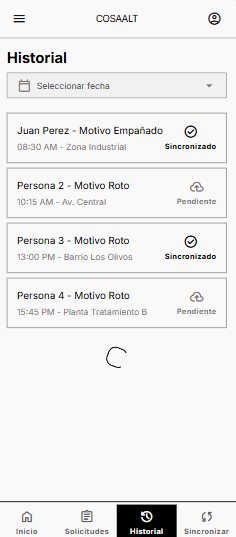 COSAALT
Historial
Seleccionar fecha
Juan Perez - Motivo Empañado
08:30 AM - Zona Industrial
Sincronizado
Persona 2 - Motivo Roto
10:15 AM - Av. Central
Pendiente
Persona 3 - Motivo Roto
13:00 PM - Barrio Los Olivos
Sincronizado
Persona 4 - Motivo Roto
15:45 PM - Planta Tratamiento B
Pendiente
Inicio
Solicitudes
Historial
Sincronizar